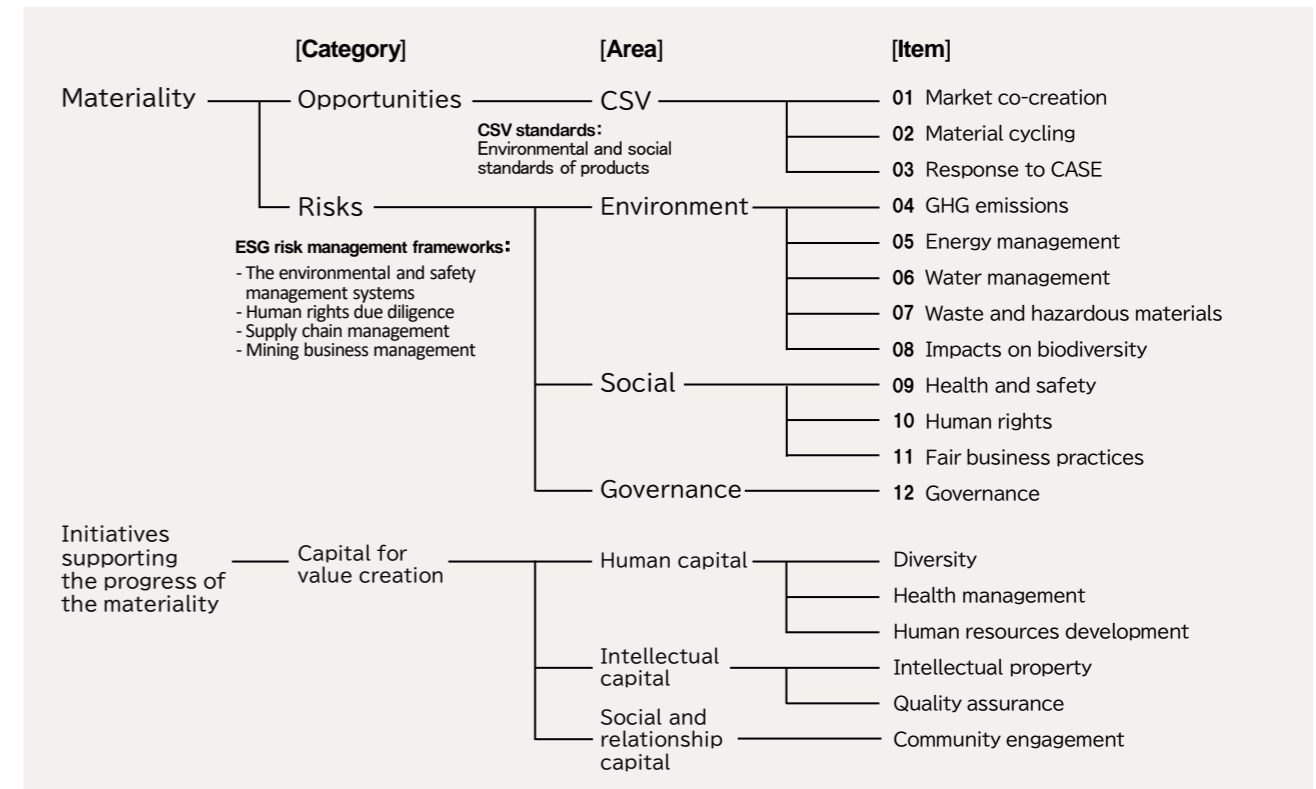 [Category] [Area] [Item]
Materiality Opportunities CSV 01 Market co-creation
CSV standards:
Environmental and social
standards of products
02 Material cycling
03 Response to CASE
Risks Environment 04 GHG emissions
ESG risk management frameworks:
- The environmental and safety
management systems
- Human rights due diligence
- Supply chain management
- Mining business management
05 Energy management
06 Water management
07 Waste and hazardous materials
08 Impacts on biodiversity
Social 09 Health and safety
10 Human rights
11 Fair business practices
Governance 12 Governance
Initiatives
supporting
the progress of
the materiality
Capital for
value creation
Human capital Diversity
Health management
Human resources development
Intellectual
capital
Intellectual property
Quality assurance
Social and
relationship
capital
Community engagement